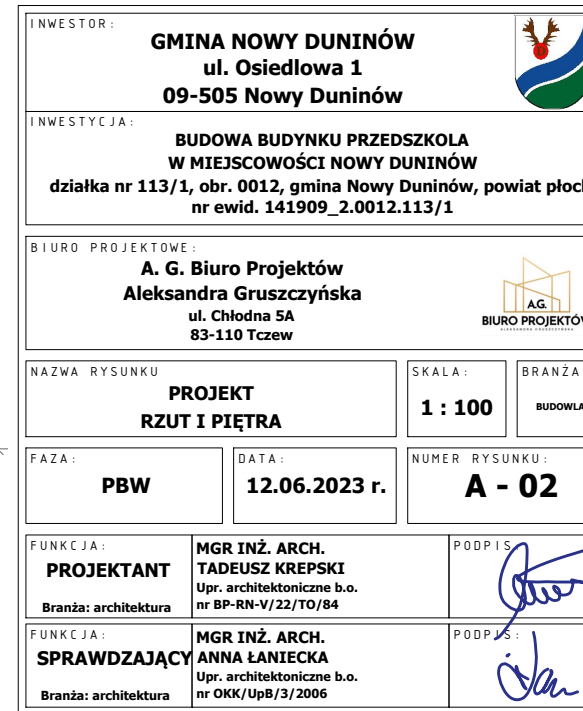 INWESTOR:
GMINA NOWY DUNINÓW
ul. Osiedlowa 1
09-505 Nowy Duninów
INWESTYCJA:
BUDOWA BUDYNKU PRZEDSZKOLA
W MIEJSCOWOŚCI NOWY DUNINÓW
działka nr 113/1, obr. 0012, gmina Nowy Duninów, powiat płoc
nr ewid. 141909_2.0012.113/1
BIURO PROJEKTOWE:
A. G. Biuro Projektów
Aleksandra Gruszczyńska
ul. Chłodna 5A
83-110 Tczew
A.G.
BIURO PROJEKTÓW
ALEKSANDRA GRUSZCZYŃSKA
NAZWA RYSUNKU
PROJEKT
RZUT I PIĘTRA
SKALA:
1 : 100
BRANŻA
BUDOWLA
FAZA:
PBW
DATA:
12.06.2023 r.
NUMER RYSUNKU:
A - 02
FUNKCJA:
PROJEKTANT
Branża: architektura
MGR INŻ. ARCH.
TADEUSZ KREPSKI
Upr. architektoniczne b.o.
nr BP-RN-V/22/TO/84
PODPIS
FUNKCJA:
SPRAWDZAJĄCY
Branża: architektura
MGR INŻ. ARCH.
ANNA ŁANIECKA
Upr. architektoniczne b.o.
nr OKK/UpB/3/2006
PODPIS: